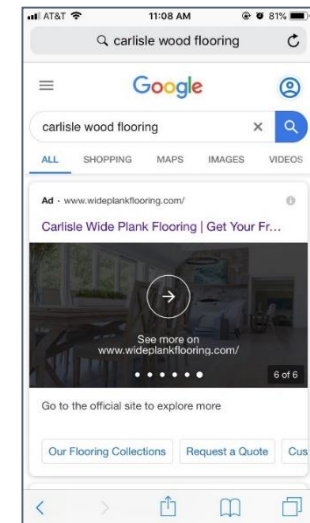 AT&T 11:08 AM 81%
carlisle wood flooring
Google
carlisle wood flooring
ALL SHOPPING MAPS IMAGES VIDEOS
Ad · www.wideplankflooring.com/
Carlisle Wide Plank Flooring | Get Your Fr...
See more on
www.wideplankflooring.com/
6 of 6
Go to the official site to explore more
Our Flooring Collections Request a Quote Cus